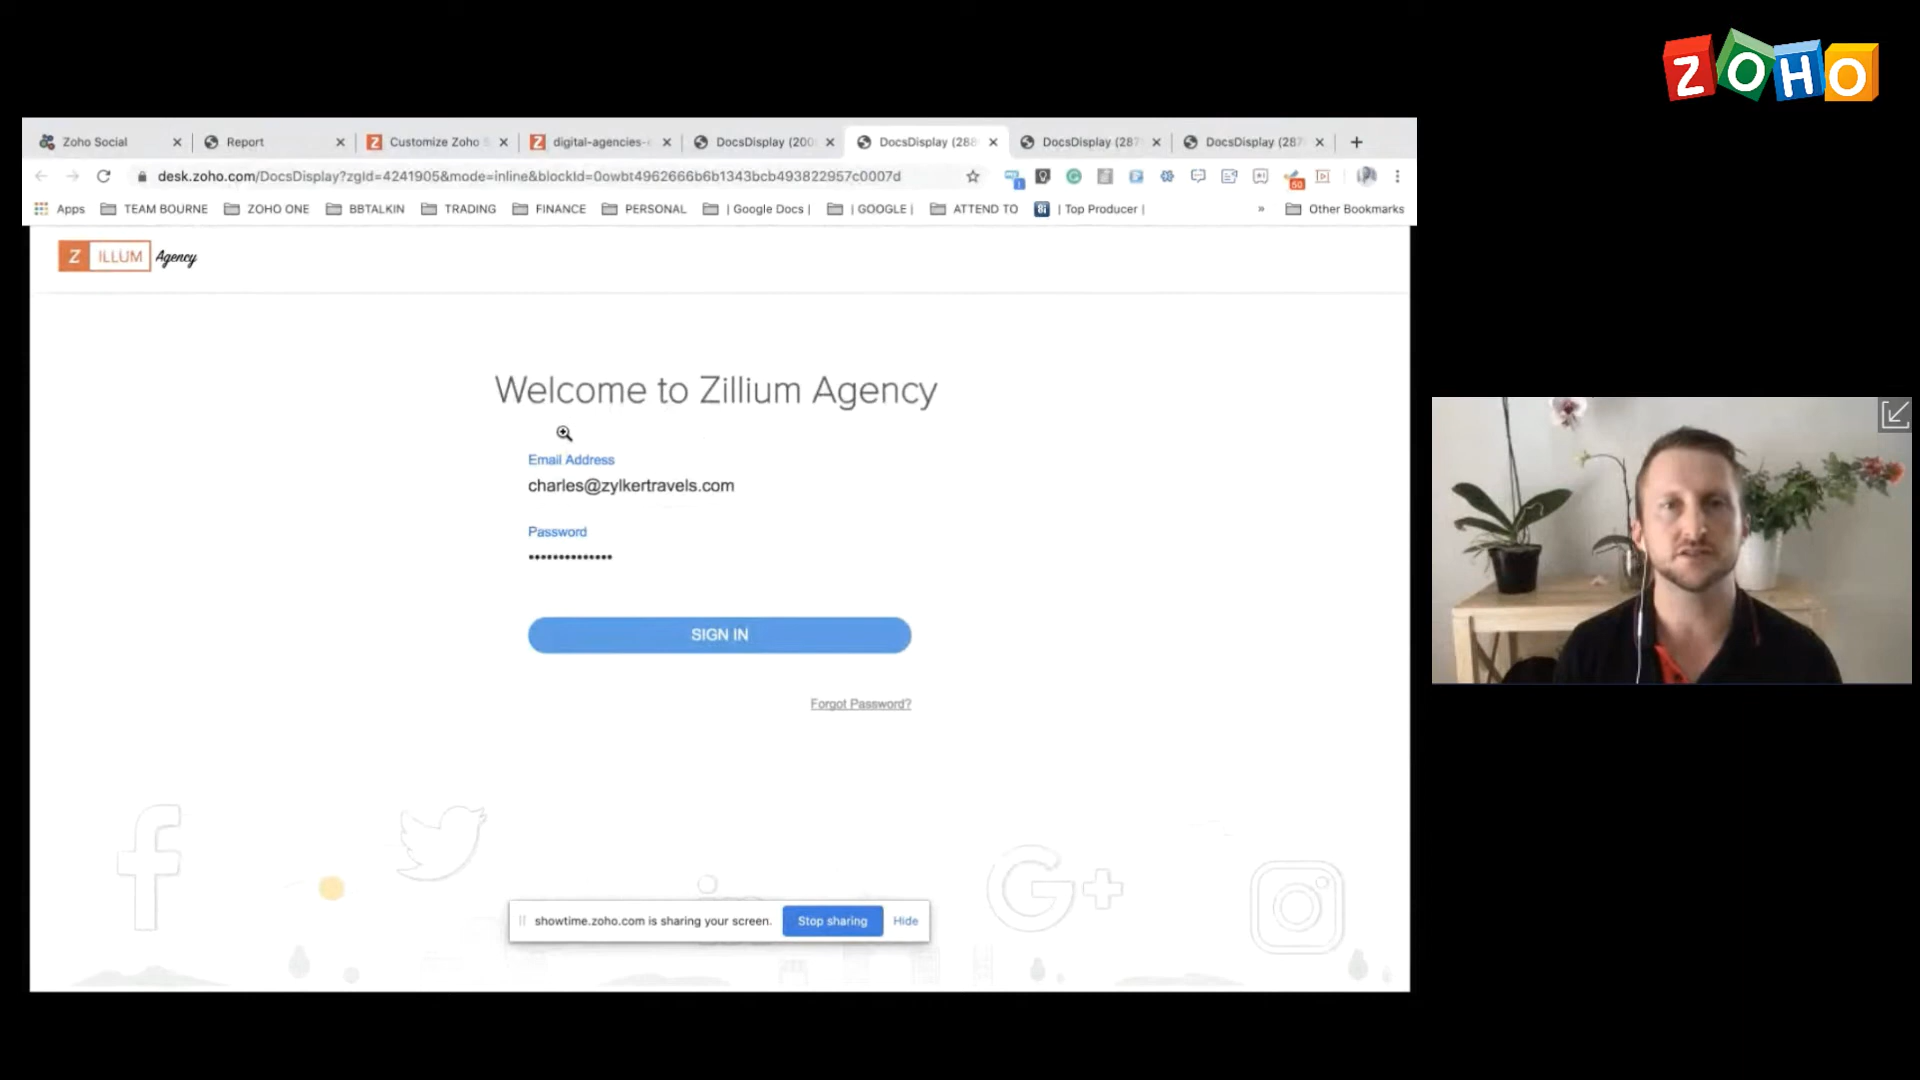 ZOHO
Zoho Social
Report
Customize Zoho S
digital-agencies-
DocsDisplay (200
DocsDisplay (288
DocsDisplay (287
DocsDisplay (287
desk.zoho.com/DocsDisplay?zgId=4241905&mode=inline&blockId=0owbt4962666b6b1343bcb493822957c0007d
50
Apps
TEAM BOURNE
ZOHO ONE
BBTALKIN
TRADING
FINANCE
PERSONAL
| Google Docs |
| GOOGLE |
ATTEND TO
| Top Producer |
»
Other Bookmarks
Z ILLUM Agency
Welcome to Zillium Agency
Email Address
charles@zylkertravels.com
Password
••••••••••••••
SIGN IN
Forgot Password?
G+
showtime.zoho.com is sharing your screen.
Stop sharing
Hide